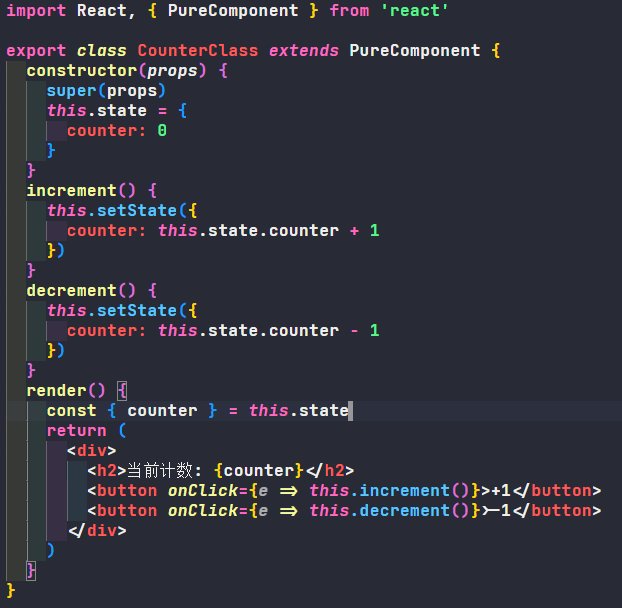 import React, { PureComponent } from 'react'
export class CounterClass extends PureComponent {
constructor(props) {
super(props)
this.state = {
counter: 0
}
}
increment() {
this.setState({
counter: this.state.counter + 1
})
}
decrement() {
this.setState({
counter: this.state.counter - 1
})
}
render() {
const { counter } = this.state
return (
<div>
<h2>当前计数: {counter}</h2>
<button onClick={e => this.increment()}>+1</button>
<button onClick={e => this.decrement()}>-1</button>
</div>
)
}
}